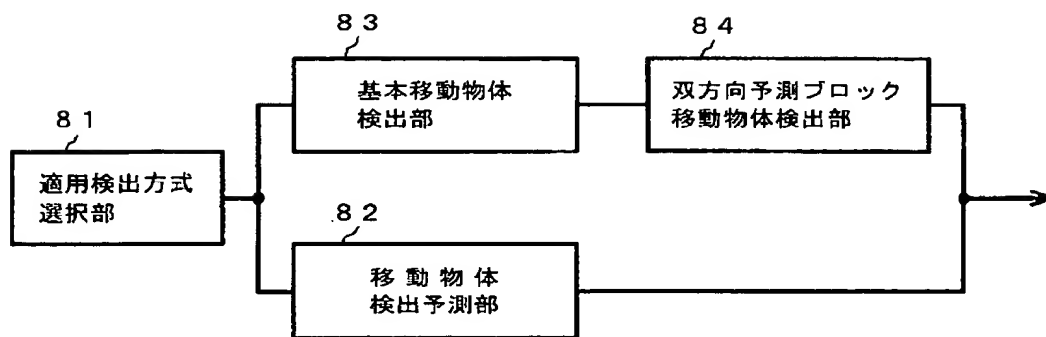 ８１
適用検出方式
選択部
８３
基本移動物体
検出部
８４
双方向予測ブロック
移動物体検出部
８２
移動物体
検出予測部